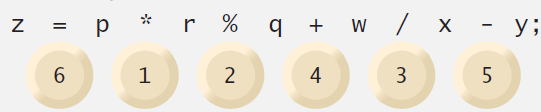 z = p * r % q + w / x - y;
6 1 2 4 3 5